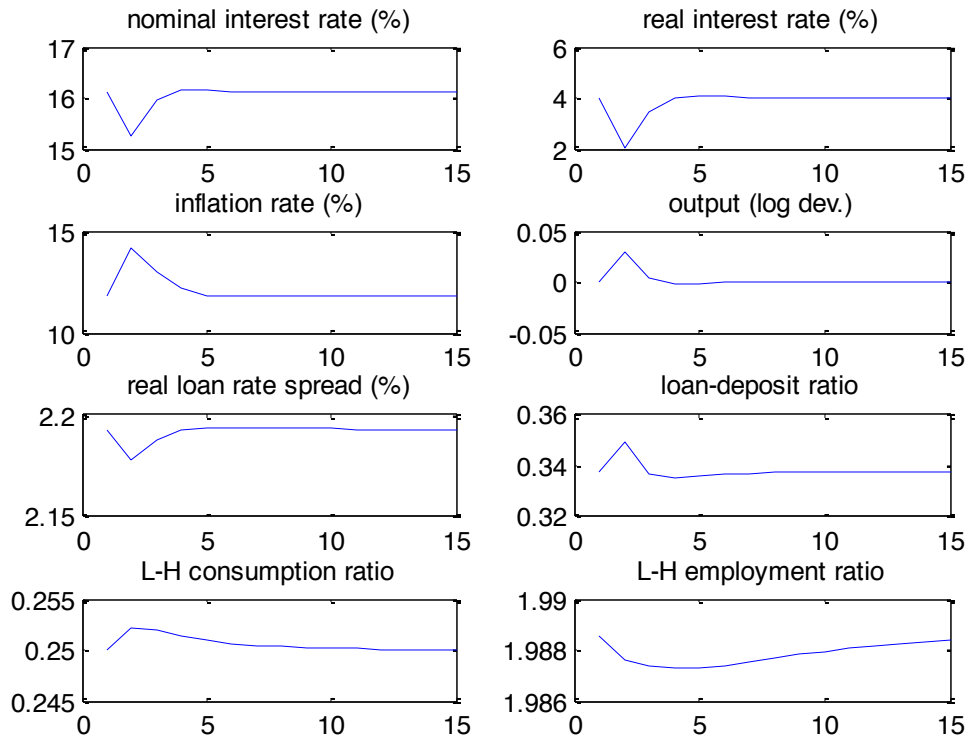 nominal interest rate (%)
17
16
15
0 5 10 15
real interest rate (%)
6
4
2
0 5 10 15
inflation rate (%)
15
10
0 5 10 15
output (log dev.)
0.05
0
-0.05
0 5 10 15
real loan rate spread (%)
2.2
2.15
0 5 10 15
loan-deposit ratio
0.36
0.34
0.32
0 5 10 15
L-H consumption ratio
0.255
0.25
0.245
0 5 10 15
L-H employment ratio
1.99
1.988
1.986
0 5 10 15